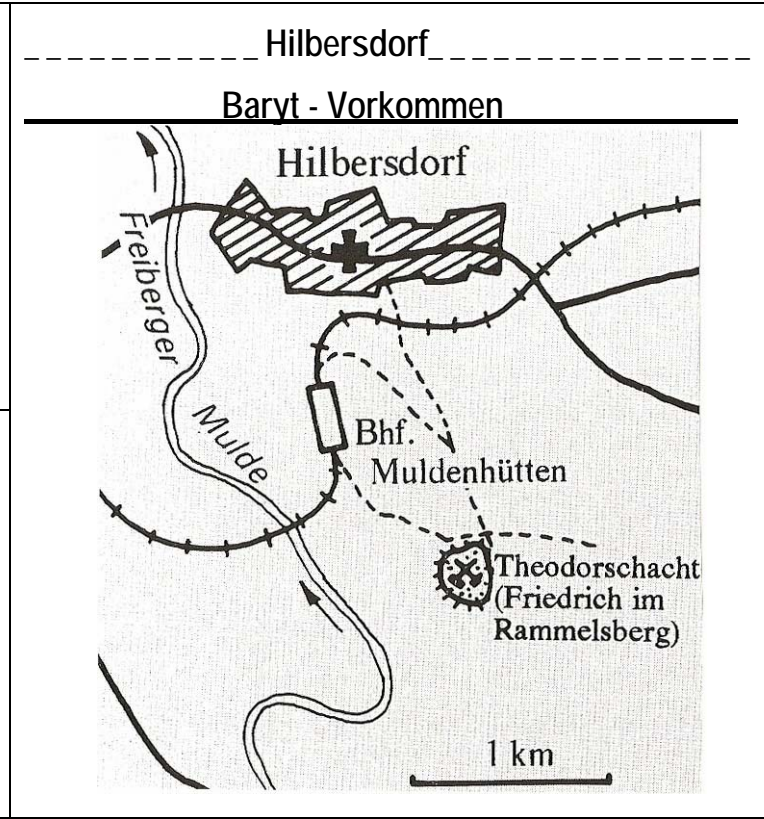 Hilbersdorf
Baryt - Vorkommen
Hilbersdorf
Freiberger
Mulde
Bhf.
Muldenhütten
Theodorschacht
(Friedrich im
Rammelsberg)
1 km